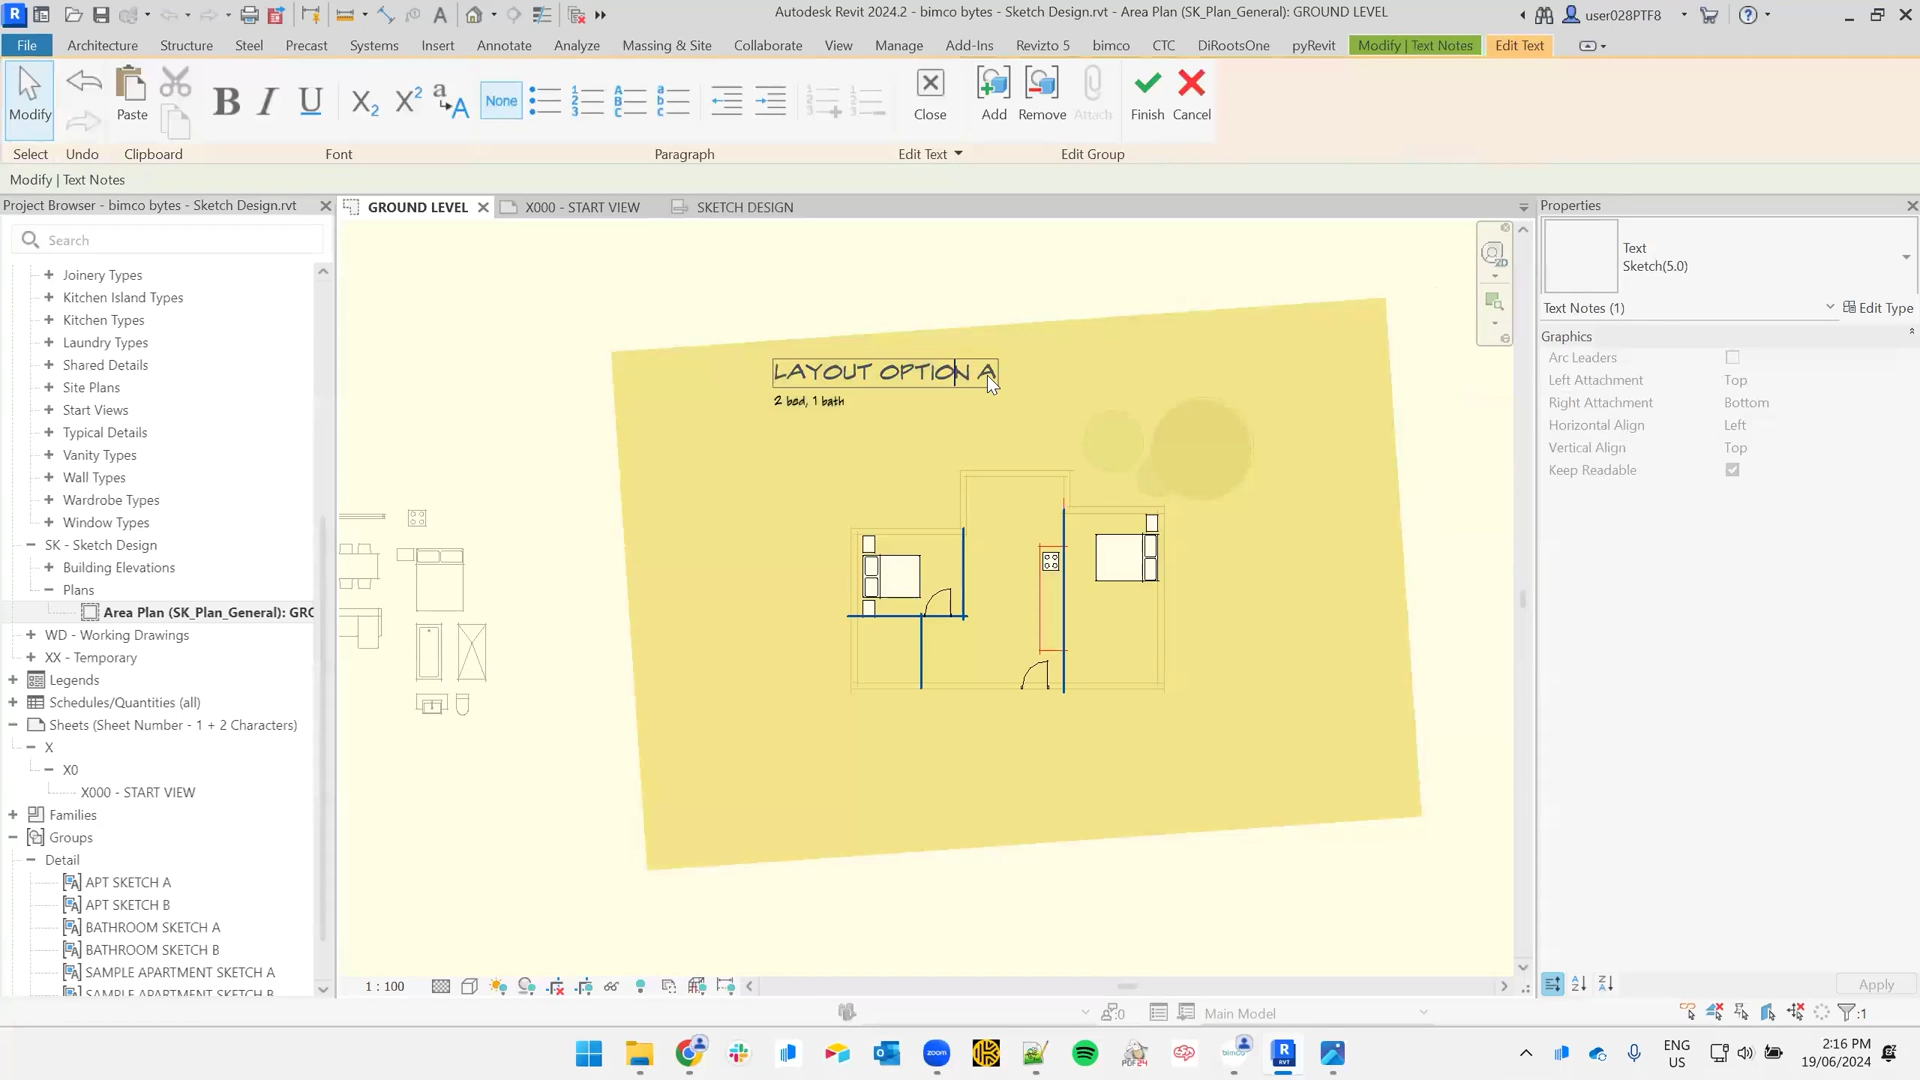 Autodesk Revit 2024.2 - bimco bytes - Sketch Design.rvt - Area Plan (SK_Plan_General): GROUND LEVEL
user028PTF8
File Architecture Structure Steel Precast Systems Insert Annotate Analyze Massing & Site Collaborate View Manage Add-Ins Revizto 5 bimco CTC DiRootsOne pyRevit Modify | Text Notes Edit Text
None
Modify Paste Close Add Remove Attach Finish Cancel
Select Undo Clipboard Font Paragraph Edit Text Edit Group
Modify | Text Notes
Project Browser - bimco bytes - Sketch Design.rvt
GROUND LEVEL
X000 - START VIEW
SKETCH DESIGN
Properties
Search
Joinery Types
Kitchen Island Types
Kitchen Types
Laundry Types
Shared Details
Site Plans
Start Views
Typical Details
Vanity Types
Wall Types
Wardrobe Types
Window Types
SK - Sketch Design
Building Elevations
Plans
Area Plan (SK_Plan_General): GRC
WD - Working Drawings
XX - Temporary
Legends
Schedules/Quantities (all)
Sheets (Sheet Number - 1 + 2 Characters)
X
X0
X000 - START VIEW
Families
Groups
Detail
APT SKETCH A
APT SKETCH B
BATHROOM SKETCH A
BATHROOM SKETCH B
SAMPLE APARTMENT SKETCH A
SAMPLE APARTMENT SKETCH B
LAYOUT OPTION A
2 bed, 1 bath
Text
Sketch(5.0)
Text Notes (1)
Edit Type
Graphics
Arc Leaders
Left Attachment Top
Right Attachment Bottom
Horizontal Align Left
Vertical Align Top
Keep Readable
Apply
1 : 100
:0
Main Model
:1
ENG
US
2:16 PM
19/06/2024